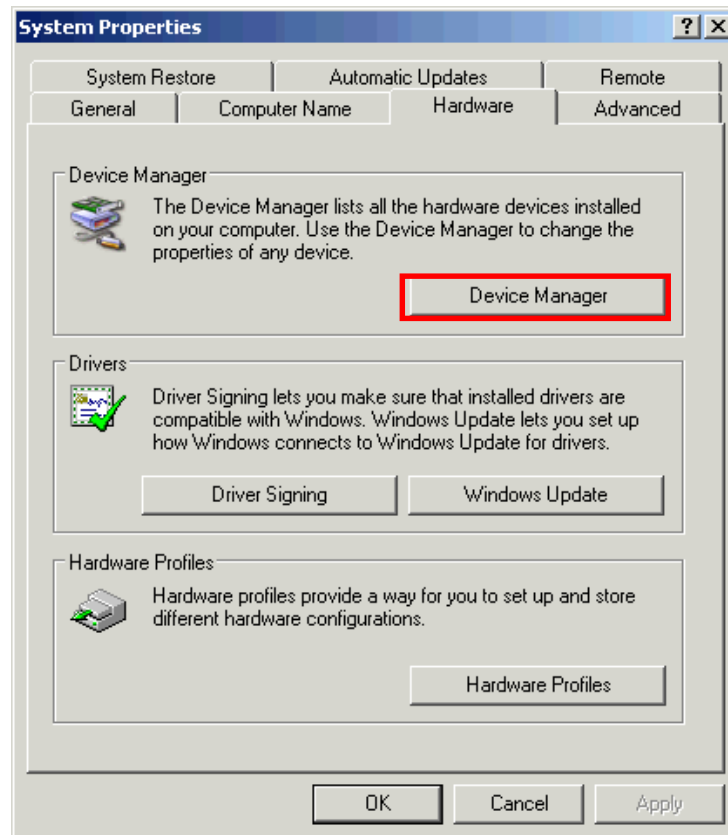 System Properties
System Restore Automatic Updates Remote
General Computer Name Hardware Advanced
Device Manager
The Device Manager lists all the hardware devices installed
on your computer. Use the Device Manager to change the
properties of any device.
Device Manager
Drivers
Driver Signing lets you make sure that installed drivers are
compatible with Windows. Windows Update lets you set up
how Windows connects to Windows Update for drivers.
Driver Signing Windows Update
Hardware Profiles
Hardware profiles provide a way for you to set up and store
different hardware configurations.
Hardware Profiles
OK Cancel Apply